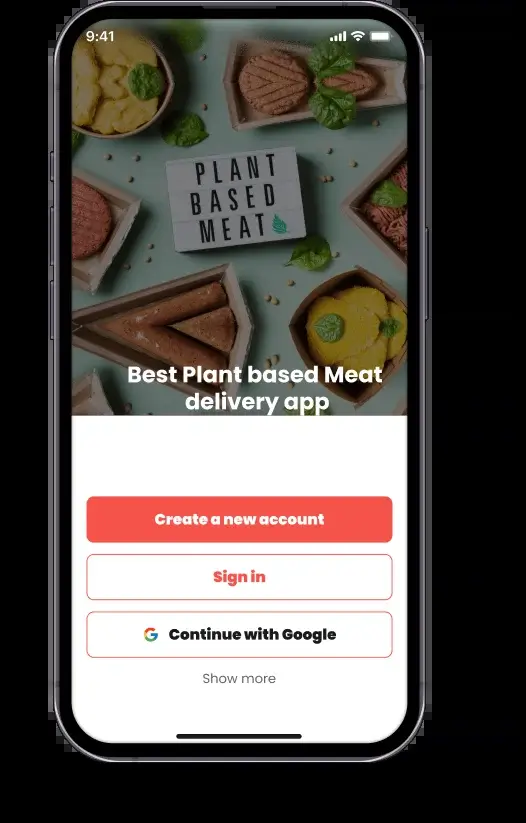 9:41
PLANT
BASED
MEAT
Best Plant based Meat
delivery app
Create a new account
Sign in
Continue with Google
Show more